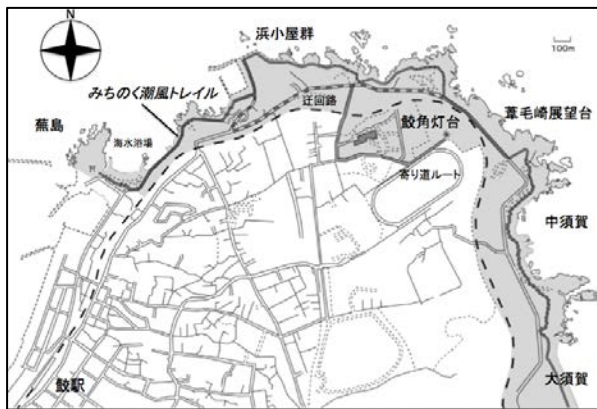 N
浜小屋群
100m
みちのく潮風トレイル
迂回路
葦毛崎展望台
蕪島
海水浴場
鮫角灯台
寄り道ルート
中須賀
大須賀
鮫駅